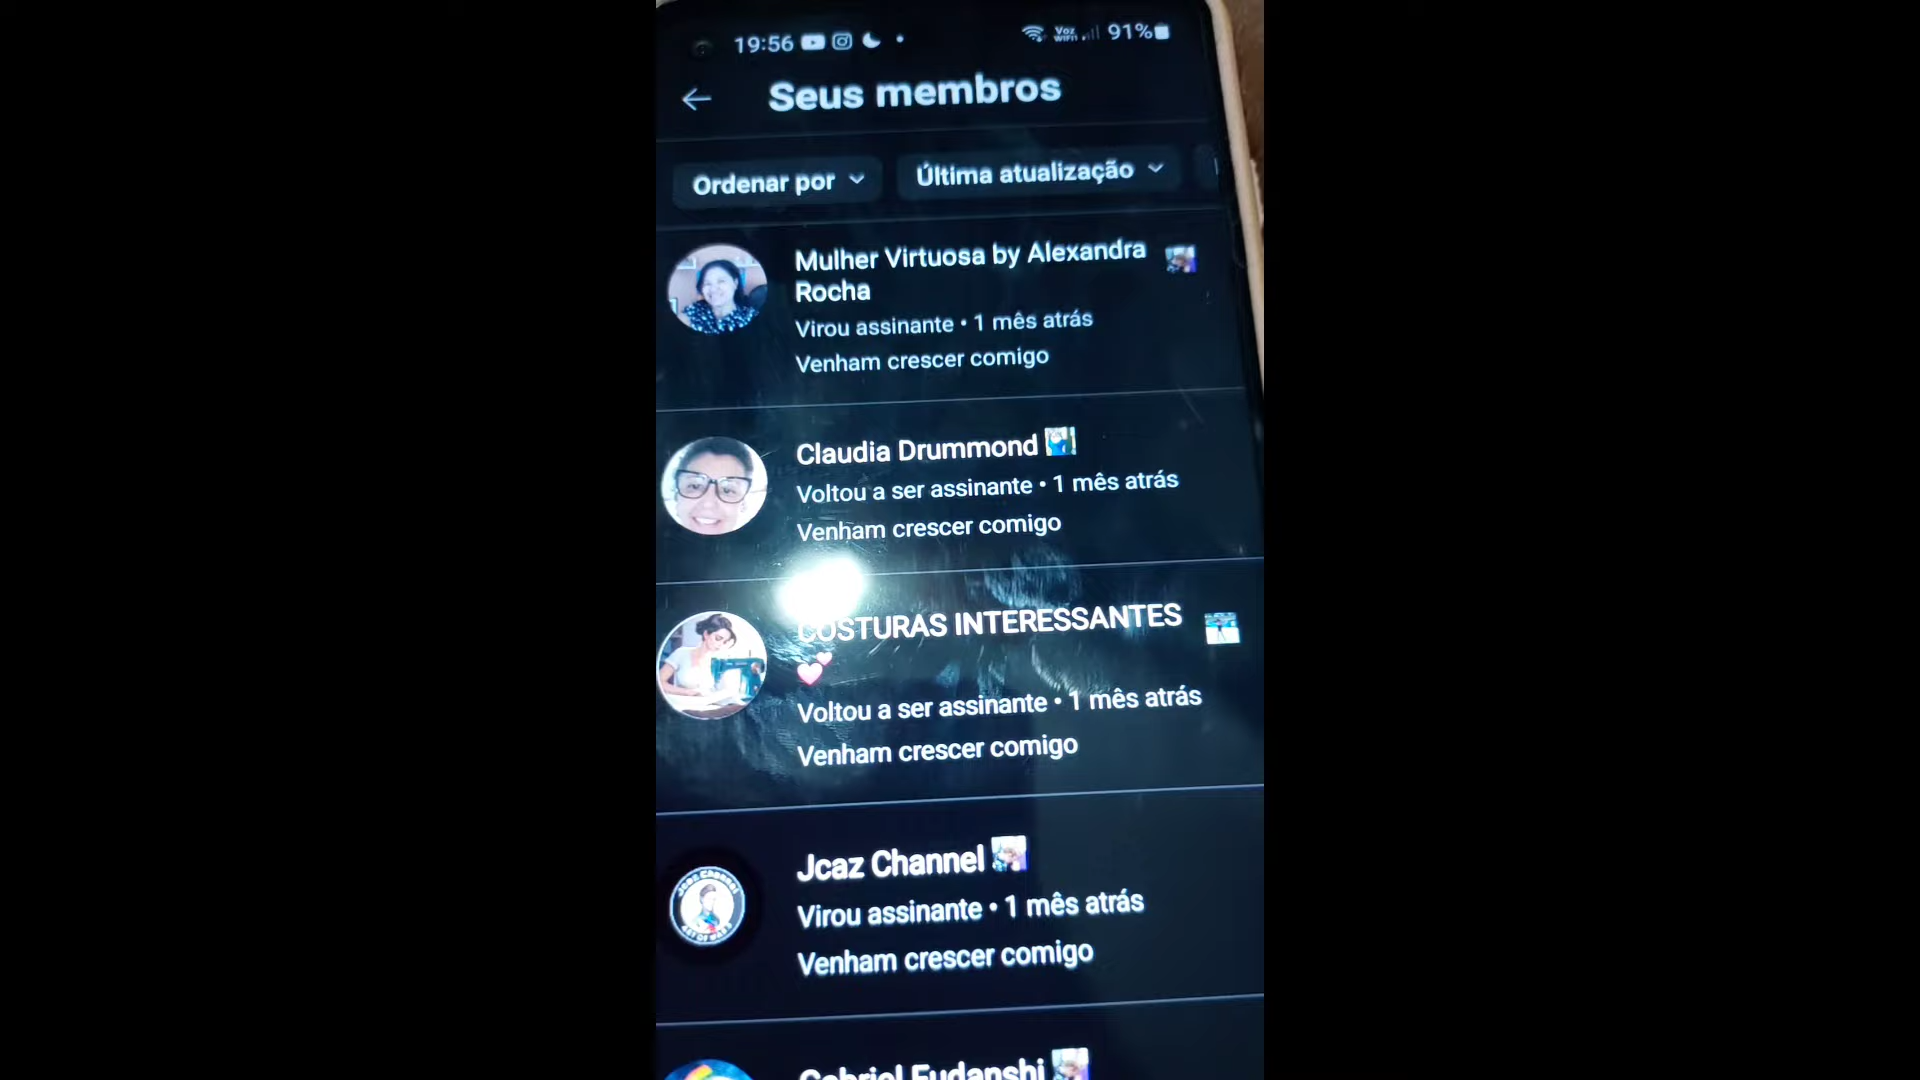 19:56 91%
Seus membros
Ordenar por Última atualização
Mulher Virtuosa by Alexandra
Rocha
Virou assinante • 1 mês atrás
Venham crescer comigo
Claudia Drummond
Voltou a ser assinante • 1 mês atrás
Venham crescer comigo
COSTURAS INTERESSANTES
💕
Voltou a ser assinante • 1 mês atrás
Venham crescer comigo
Jcaz Channel
Virou assinante • 1 mês atrás
Venham crescer comigo
Gabriel Fudanshi